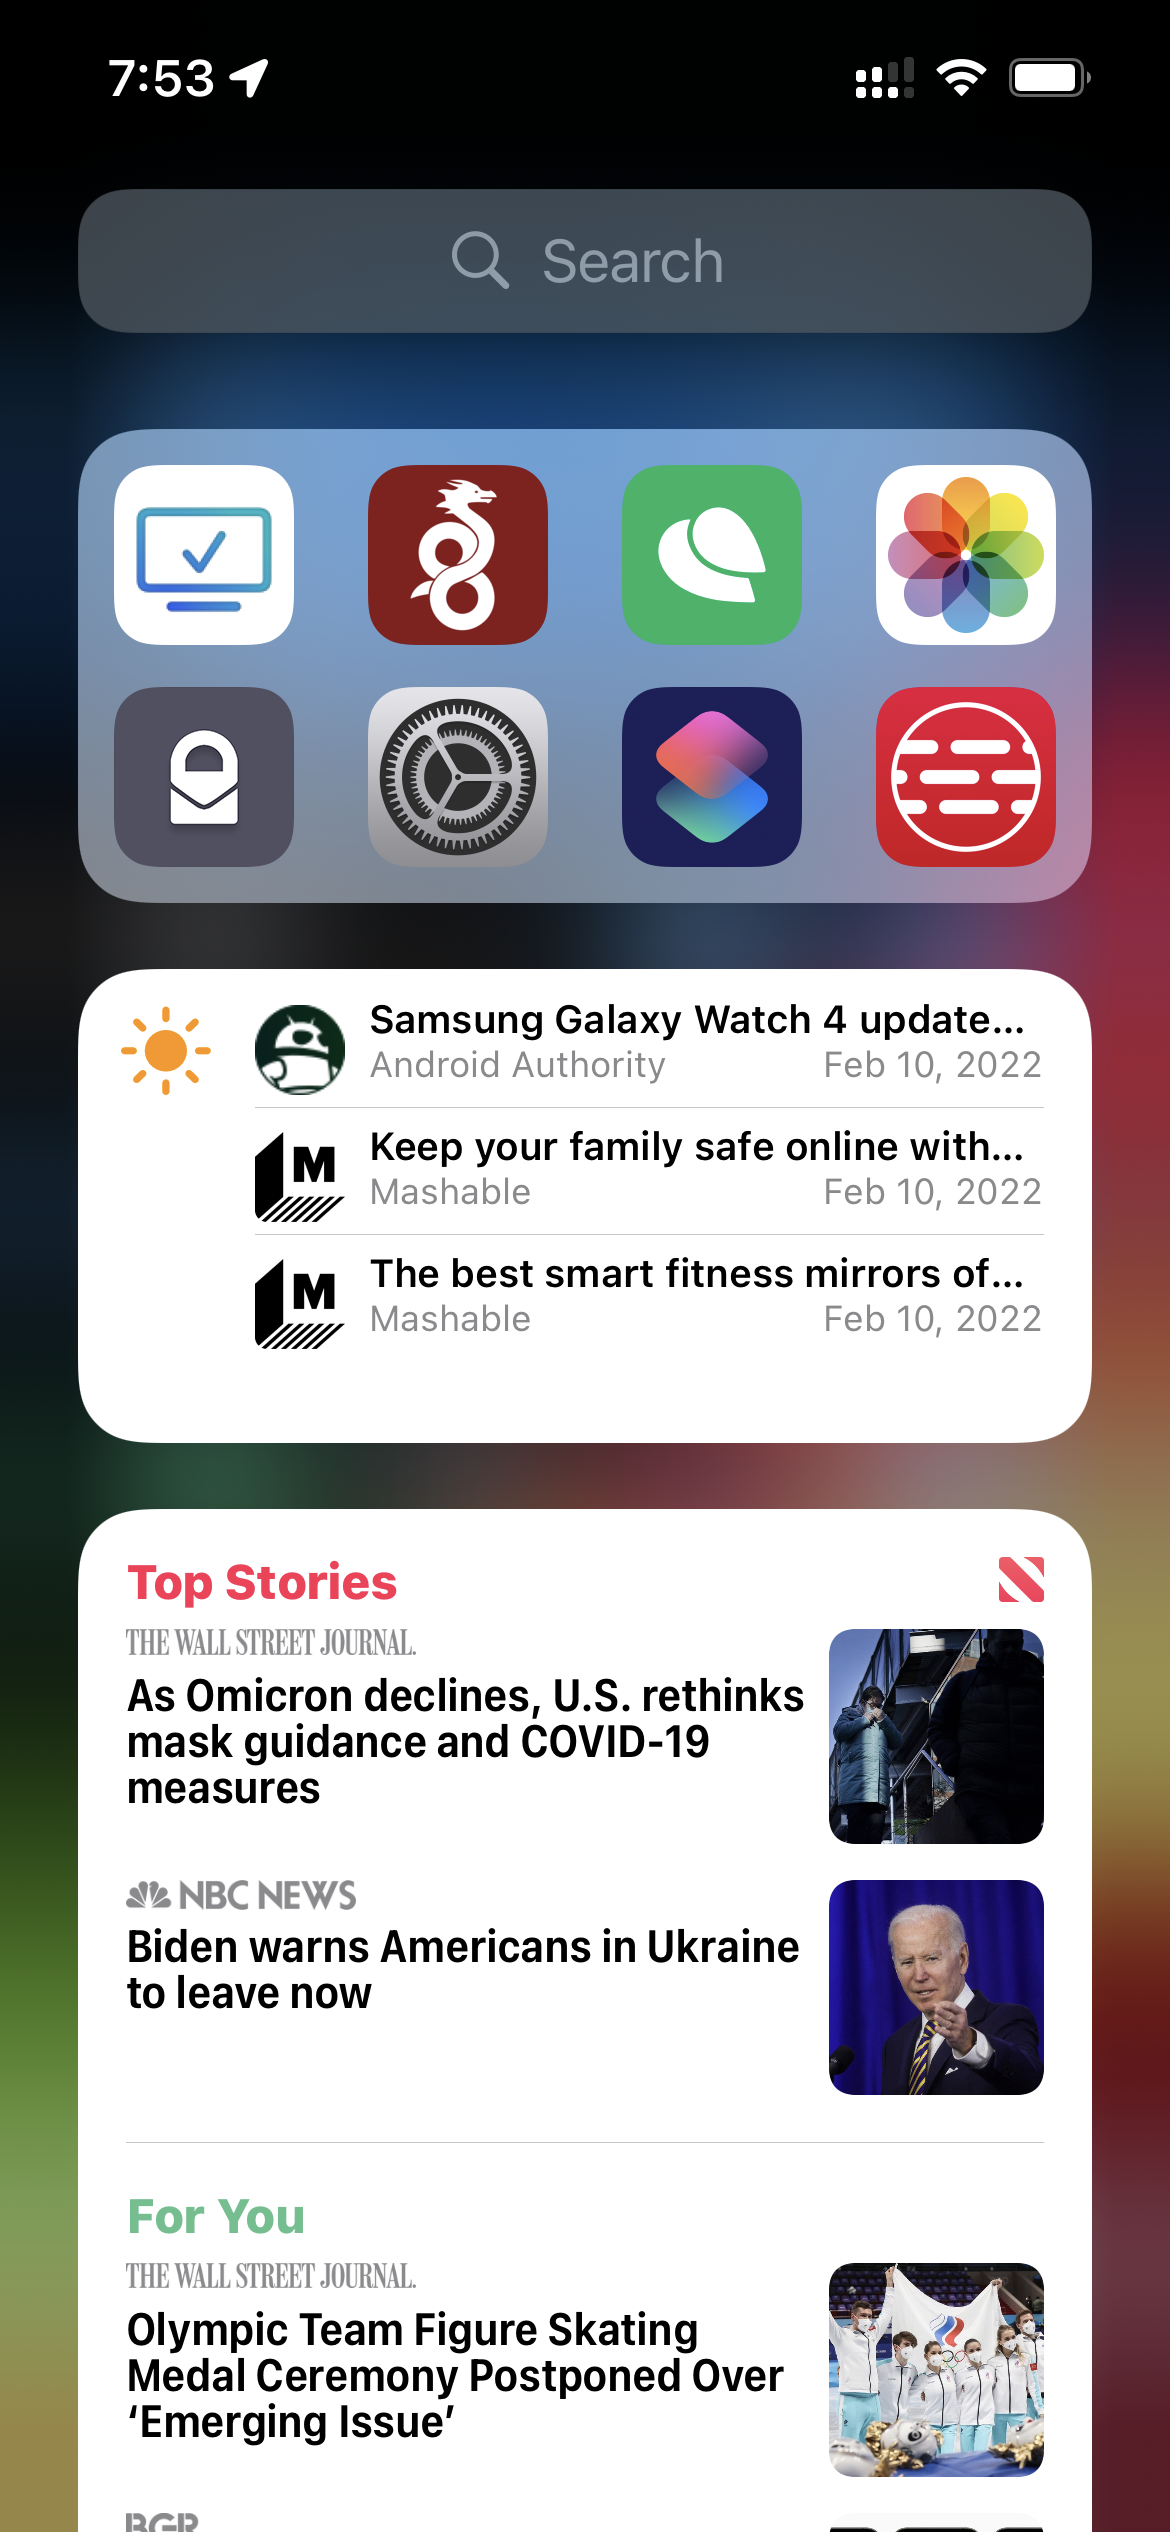 7:53
Search
Samsung Galaxy Watch 4 update...
Android Authority Feb 10, 2022
M
Keep your family safe online with...
Mashable Feb 10, 2022
M
The best smart fitness mirrors of...
Mashable Feb 10, 2022
Top Stories
THE WALL STREET JOURNAL.
As Omicron declines, U.S. rethinks
mask guidance and COVID-19
measures
NBC NEWS
Biden warns Americans in Ukraine
to leave now
For You
THE WALL STREET JOURNAL.
Olympic Team Figure Skating
Medal Ceremony Postponed Over
‘Emerging Issue’
BGR